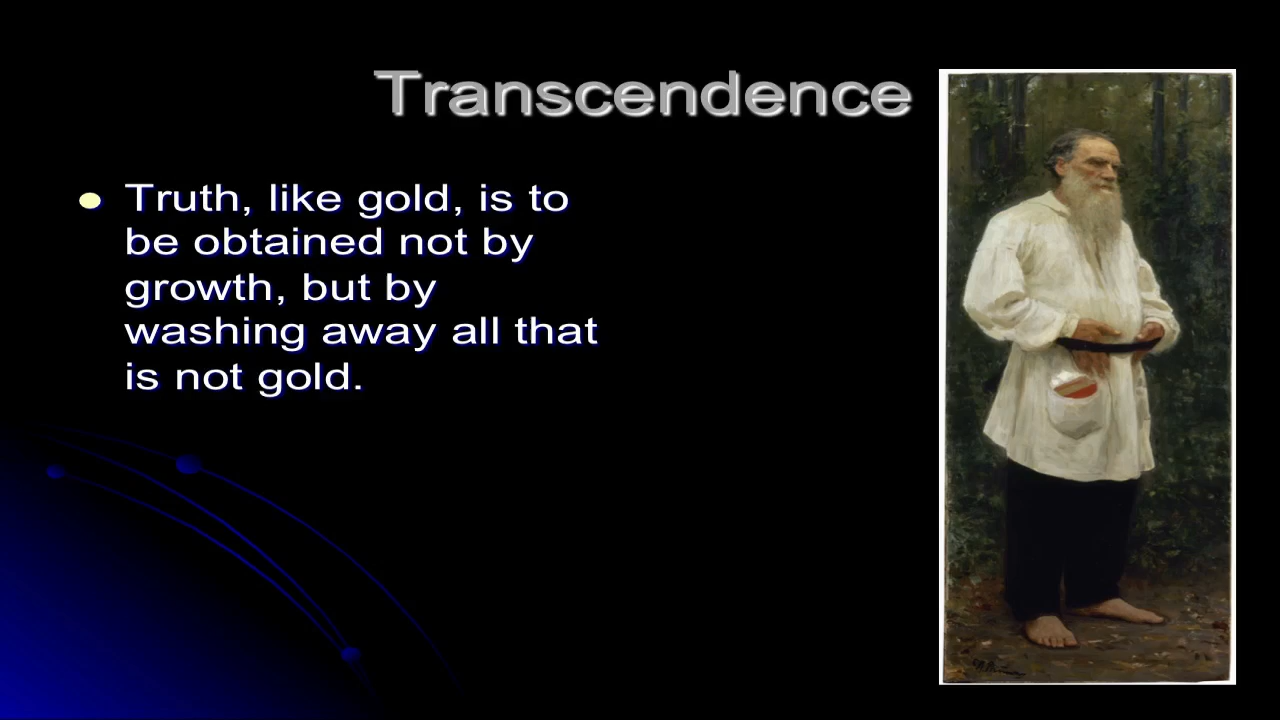 Transcendence
Truth, like gold, is to
be obtained not by
growth, but by
washing away all that
is not gold.